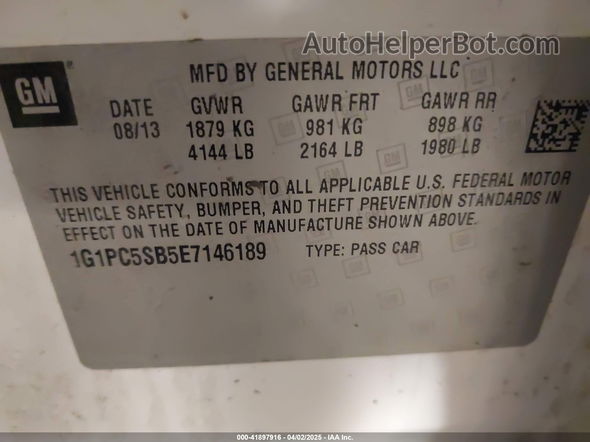 AutoHelperBot.com
GM
MFD BY GENERAL MOTORS LLC
DATE GVWR GAWR FRT GAWR RR
08/13 1879 KG 981 KG 898 KG
4144 LB 2164 LB 1980 LB
THIS VEHICLE CONFORMS TO ALL APPLICABLE U.S. FEDERAL MOTOR
VEHICLE SAFETY, BUMPER, AND THEFT PREVENTION STANDARDS IN
EFFECT ON THE DATE OF MANUFACTURE SHOWN ABOVE.
1G1PC5SB5E7146189 TYPE: PASS CAR
000-41897916 - 04/02/2025 - IAA Inc.